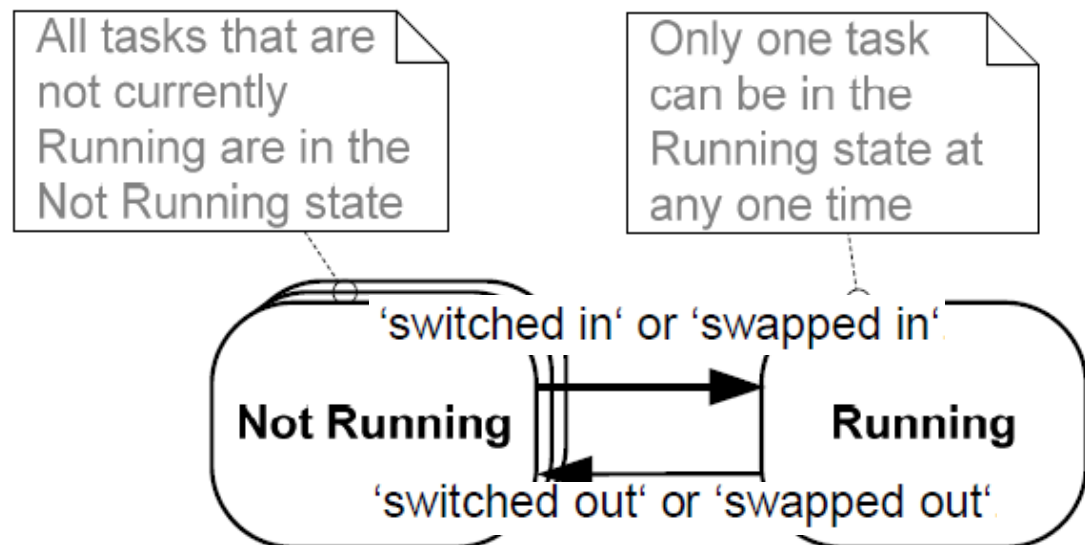 All tasks that are
not currently
Running are in the
Not Running state
Only one task
can be in the
Running state at
any one time
‘switched in‘ or ‘swapped in‘.
Not Running
Running
‘switched out‘ or ‘swapped out‘.